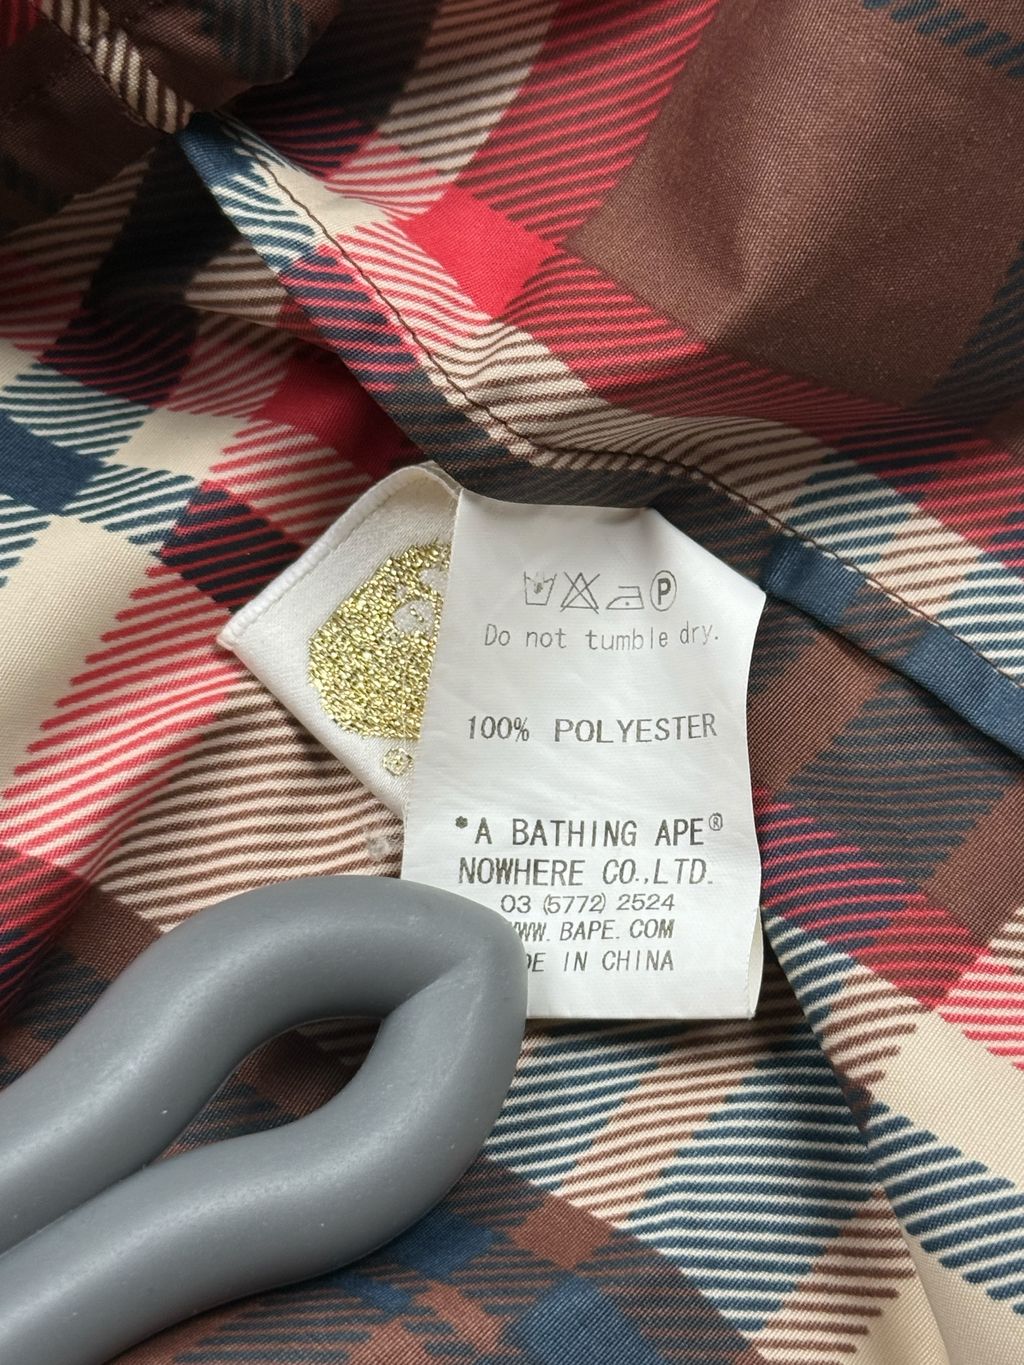 P
Do not tumble dry.
100% POLYESTER
*A BATHING APE®
NOWHERE CO.,LTD.
03 (5772) 2524
WWW.BAPE.COM
IN CHINA